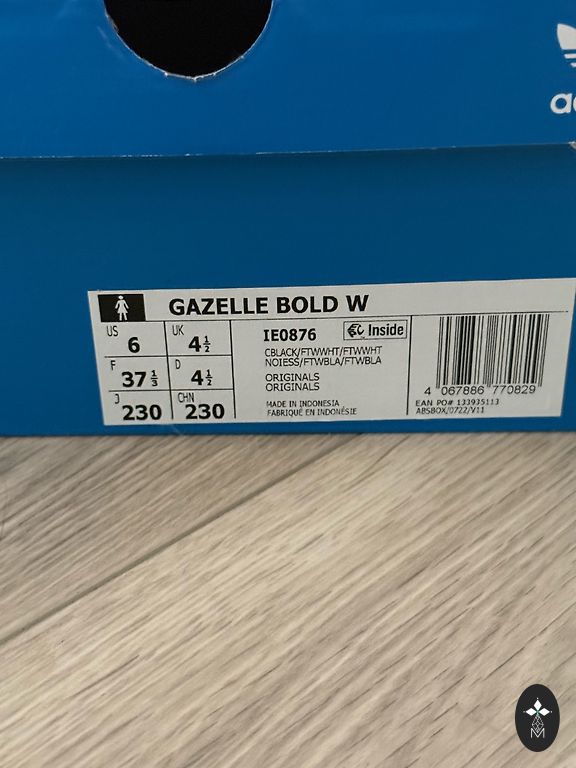 GAZELLE BOLD W
US 6 UK 4½
F 37⅓ D 4½
J 230 CHN 230
IE0876 Inside
CBLACK/FTWWHT/FTWWHT
NOIESS/FTWBLA/FTWBLA
ORIGINALS
ORIGINALS
MADE IN INDONESIA
FABRIQUÉ EN INDONÉSIE
4 067886 770829
EAN PO# 133935113
ABSBOX/0722/V11
M